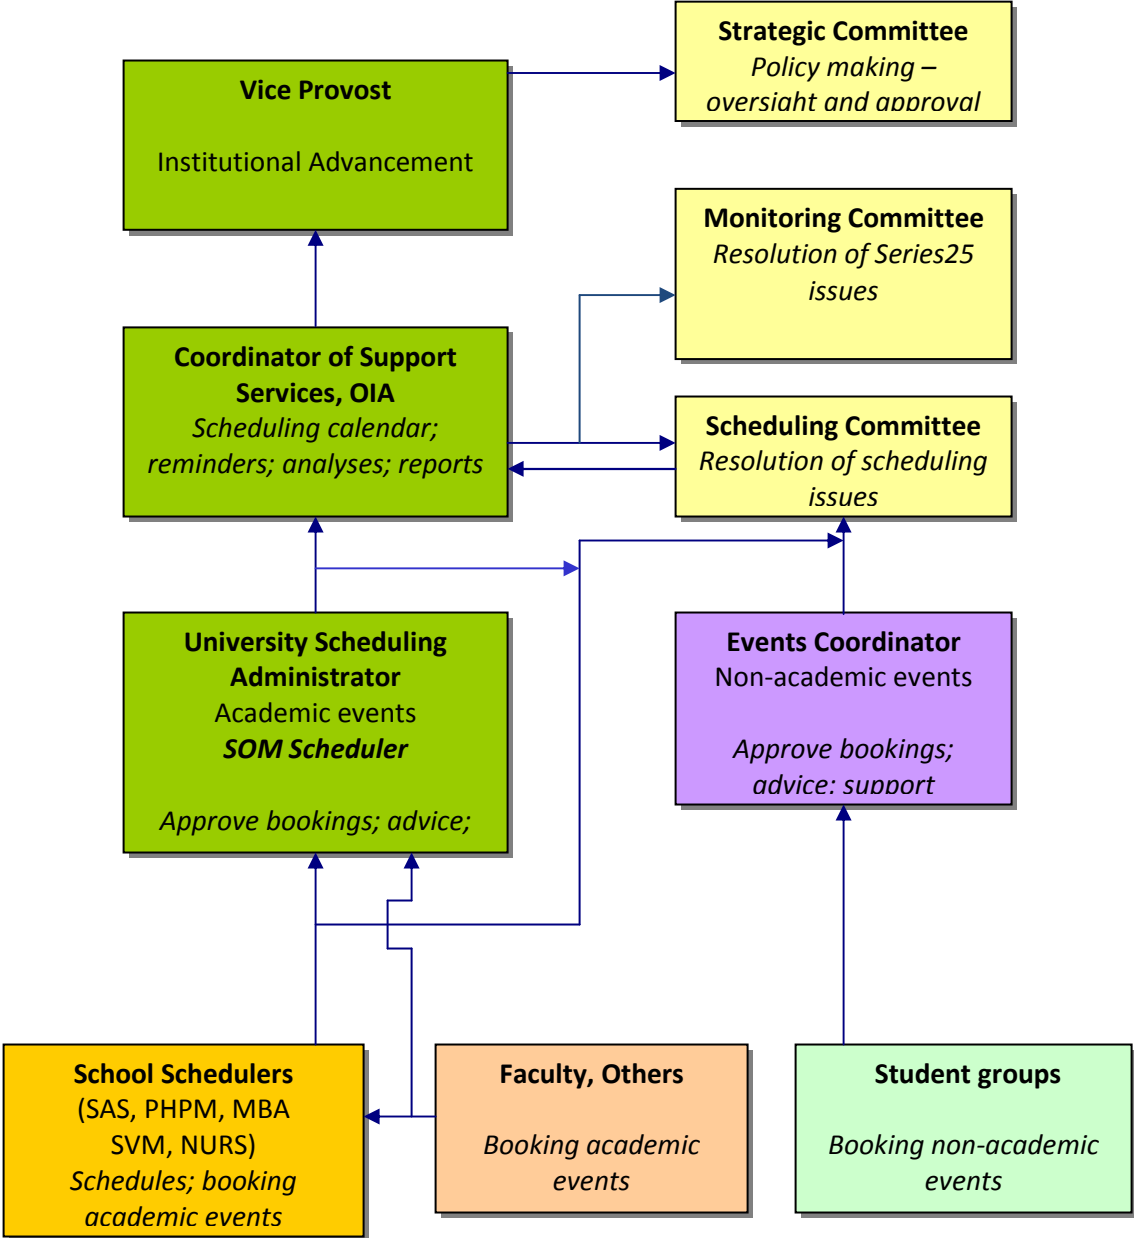 Strategic Committee
Policy making –
oversight and approval
Vice Provost
Institutional Advancement
Monitoring Committee
Resolution of Series25
issues
Coordinator of Support
Services, OIA
Scheduling calendar;
reminders; analyses; reports
Scheduling Committee
Resolution of scheduling
issues
University Scheduling
Administrator
Academic events
SOM Scheduler
Approve bookings; advice;
Events Coordinator
Non-academic events
Approve bookings;
advice; support
School Schedulers
(SAS, PHPM, MBA
SVM, NURS)
Schedules; booking
academic events
Faculty, Others
Booking academic
events
Student groups
Booking non-academic
events